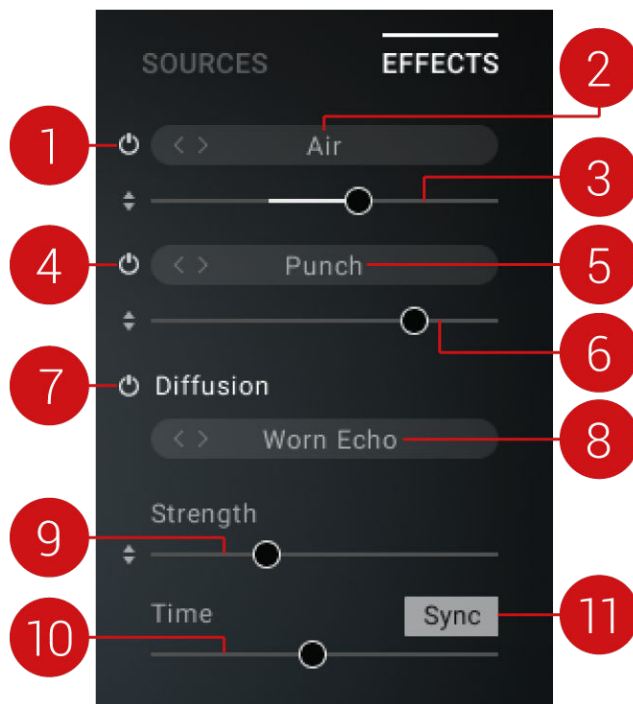 SOURCES EFFECTS
2
1
Air
3
4
Punch
5
6
7
Diffusion
Worn Echo
8
Strength
9
Time
Sync
11
10